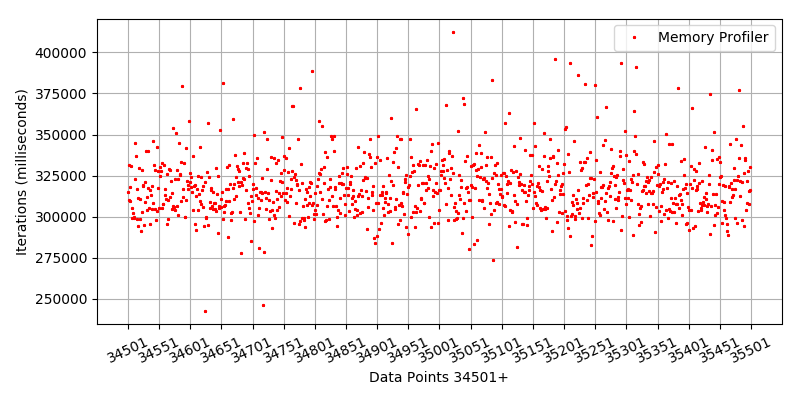 Memory Profiler
Iterations (milliseconds)
400000
375000
350000
325000
300000
275000
250000
34501 34551 34601 34651 34701 34751 34801 34851 34901 34951 35001 35051 35101 35151 35201 35251 35301 35351 35401 35451 35501
Data Points 34501+